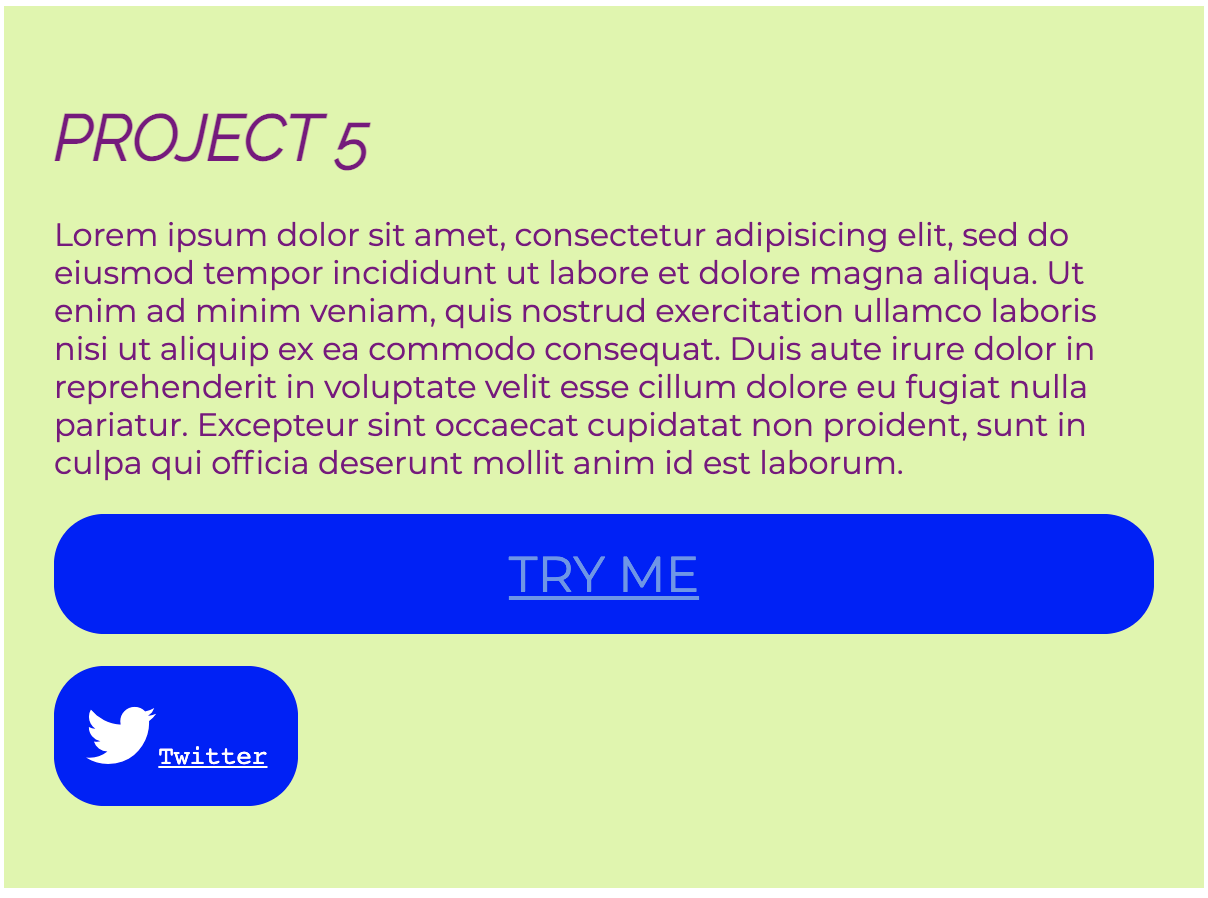 PROJECT 5
Lorem ipsum dolor sit amet, consectetur adipisicing elit, sed do
eiusmod tempor incididunt ut labore et dolore magna aliqua. Ut
enim ad minim veniam, quis nostrud exercitation ullamco laboris
nisi ut aliquip ex ea commodo consequat. Duis aute irure dolor in
reprehenderit in voluptate velit esse cillum dolore eu fugiat nulla
pariatur. Excepteur sint occaecat cupidatat non proident, sunt in
culpa qui officia deserunt mollit anim id est laborum.
TRY ME
Twitter